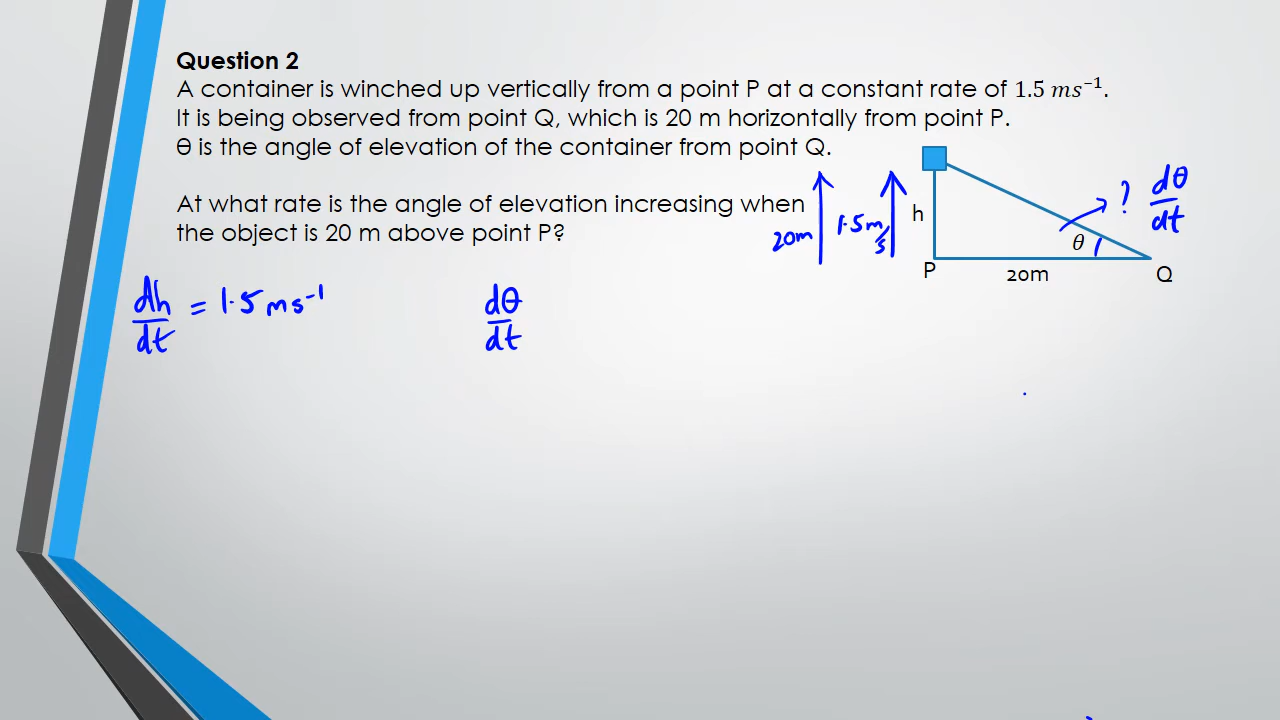 Question 2
A container is winched up vertically from a point P at a constant rate of 1.5 ms⁻¹.
It is being observed from point Q, which is 20 m horizontally from point P.
Θ is the angle of elevation of the container from point Q.
At what rate is the angle of elevation increasing when
the object is 20 m above point P?
20m
1.5m/s
h
θ
? dθ/dt
P
20m
Q
dh/dt = 1.5 ms⁻¹
dθ/dt